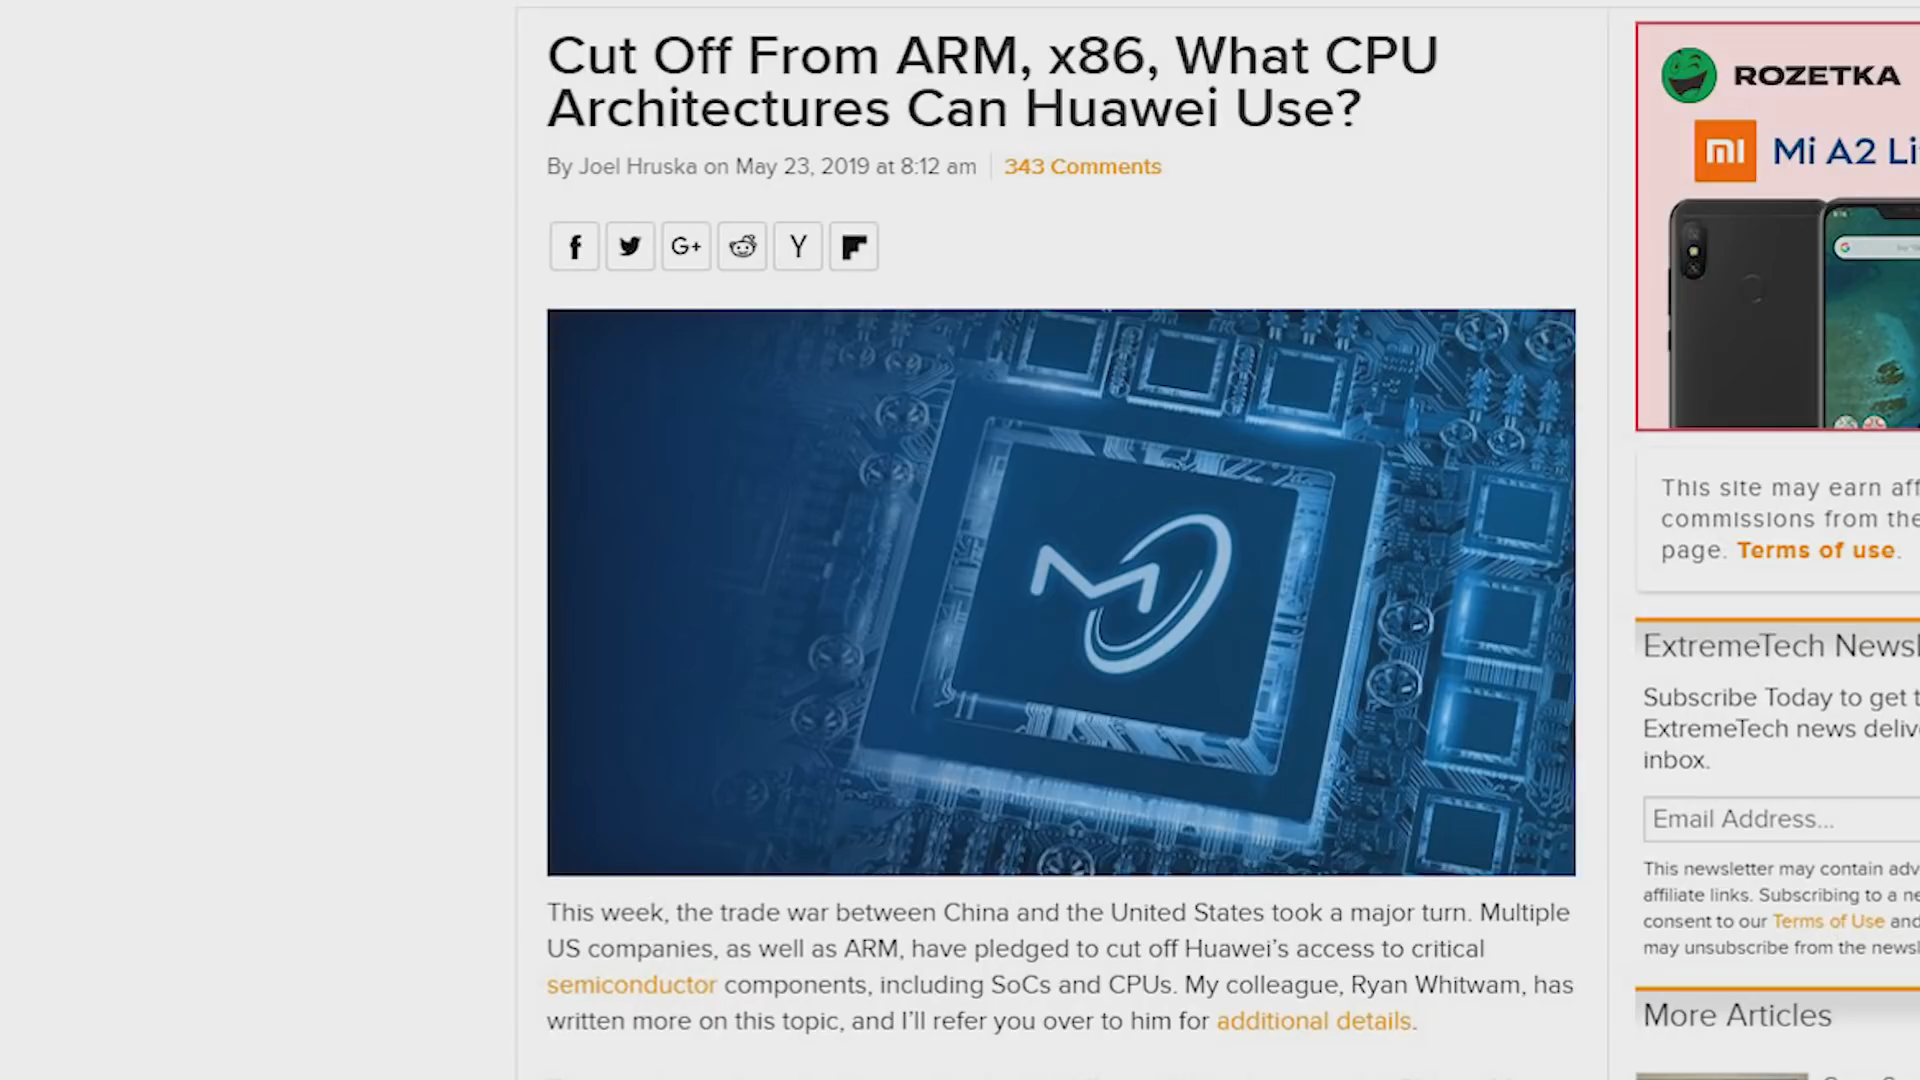 Cut Off From ARM, x86, What CPU
Architectures Can Huawei Use?
By Joel Hruska on May 23, 2019 at 8:12 am
343 Comments
f
G+
Y
This week, the trade war between China and the United States took a major turn. Multiple
US companies, as well as ARM, have pledged to cut off Huawei's access to critical
semiconductor components, including SoCs and CPUs. My colleague, Ryan Whitwam, has
written more on this topic, and I'll refer you over to him for additional details.
ROZETKA
mi Mi A2 Li
This site may earn aff
commissions from the
page. Terms of use.
ExtremeTech Newsl
Subscribe Today to get t
ExtremeTech news delive
inbox.
Email Address...
This newsletter may contain adv
affiliate links. Subscribing to a ne
consent to our Terms of Use and
may unsubscribe from the newsl
More Articles